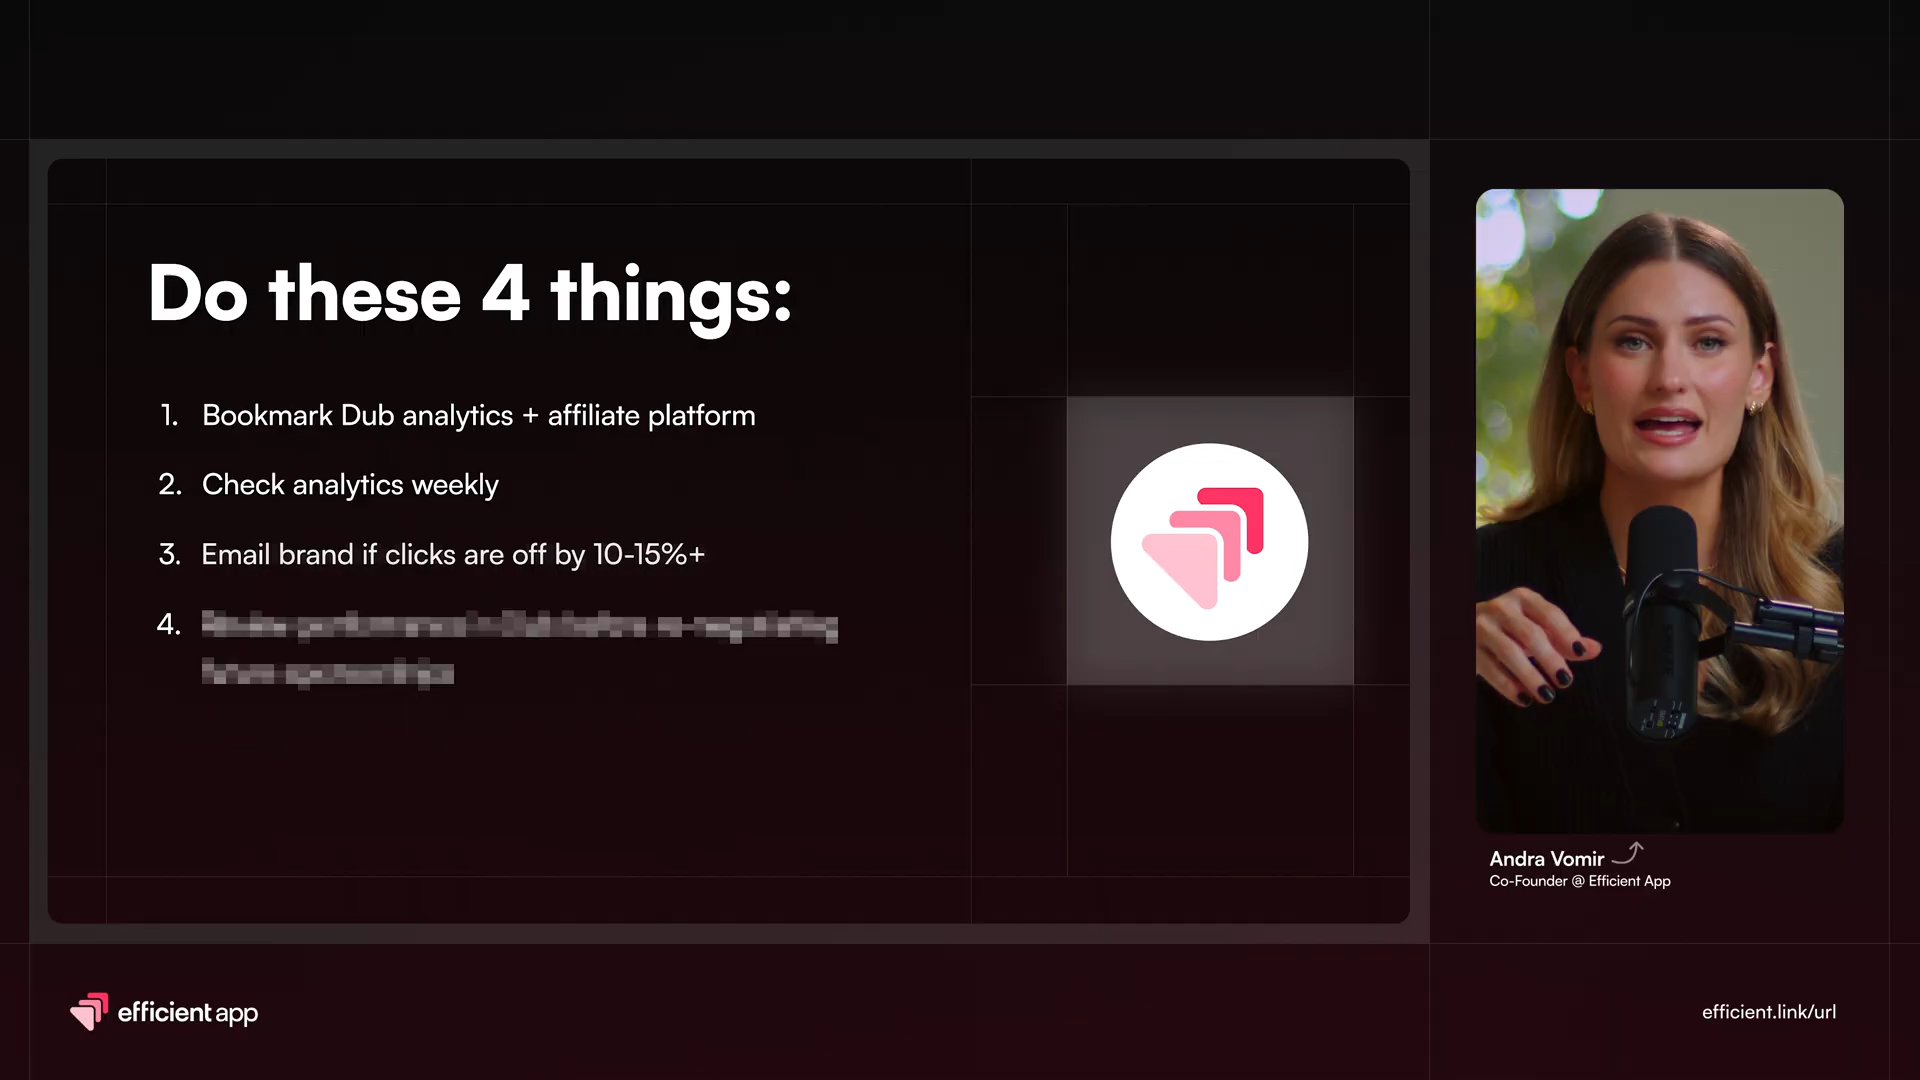 Do these 4 things:
1. Bookmark Dub analytics + affiliate platform
2. Check analytics weekly
3. Email brand if clicks are off by 10-15%+
4.
Andra Vomir
Co-Founder @ Efficient App
efficient app
efficient.link/url